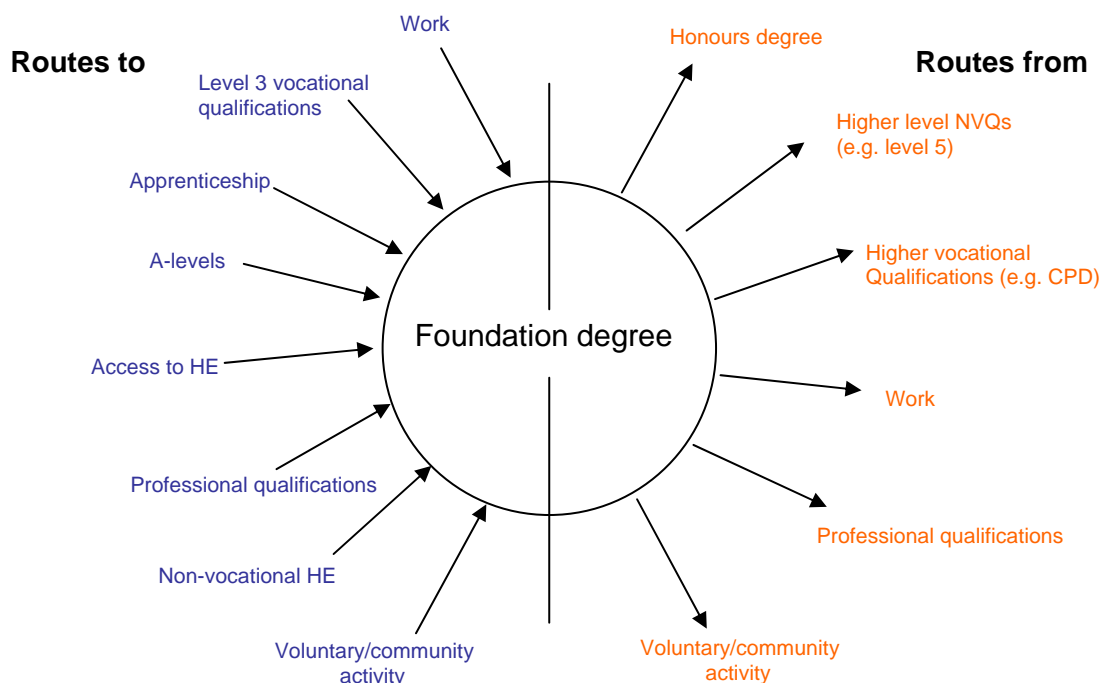 Routes to
Work
Level 3 vocational
qualifications
Apprenticeship
A-levels
Access to HE
Professional qualifications
Non-vocational HE
Voluntary/community
activity
Foundation degree
Routes from
Honours degree
Higher level NVQs
(e.g. level 5)
Higher vocational
Qualifications (e.g. CPD)
Work
Professional qualifications
Voluntary/community
activity